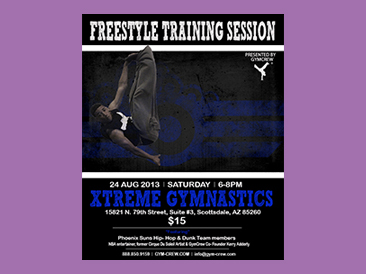 FREESTYLE TRAINING SESSION
PRESENTED BY
GYMCREW
24 AUG 2013 | SATURDAY | 6-8PM
XTREME GYMNASTICS
15821 N. 79th Street, Suite #3, Scottsdale, AZ 85260
$15
Phoenix Suns Hip- Hop & Dunk Team members
NBA entertainer, former Cirque Du Soleil Artist & GymCrew Co-Founder Kerry Adderly.
888.850.9159 | GYM-CREW.COM | info@gym-crew.com